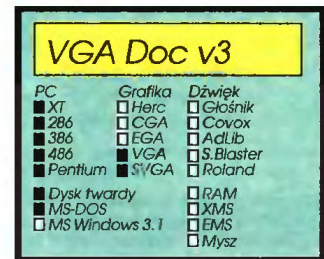 VGA Doc v3
PC Grafika Dźwięk
XT Herc Głośnik
286 CGA Covox
386 EGA AdLib
486 VGA S.Blaster
Pentium SVGA Roland
Dysk twardy RAM
MS-DOS XMS
MS Windows 3.1 EMS
Mysz